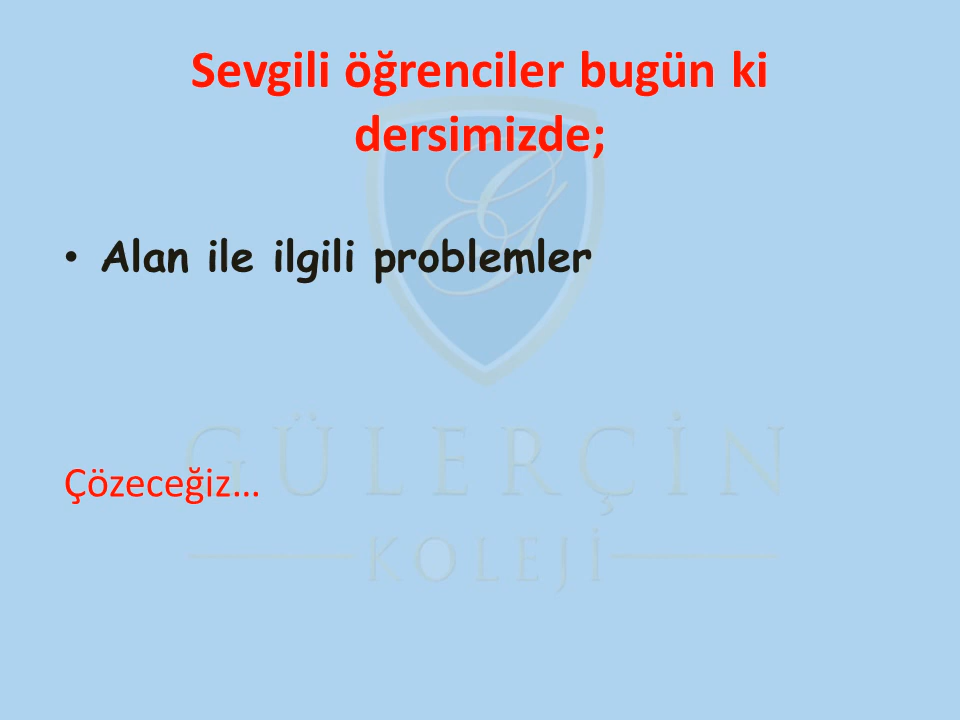 Sevgili öğrenciler bugün ki
dersimizde;
• Alan ile ilgili problemler
Çözeceğiz…
G
GÜLERÇİN
KOLEJİ